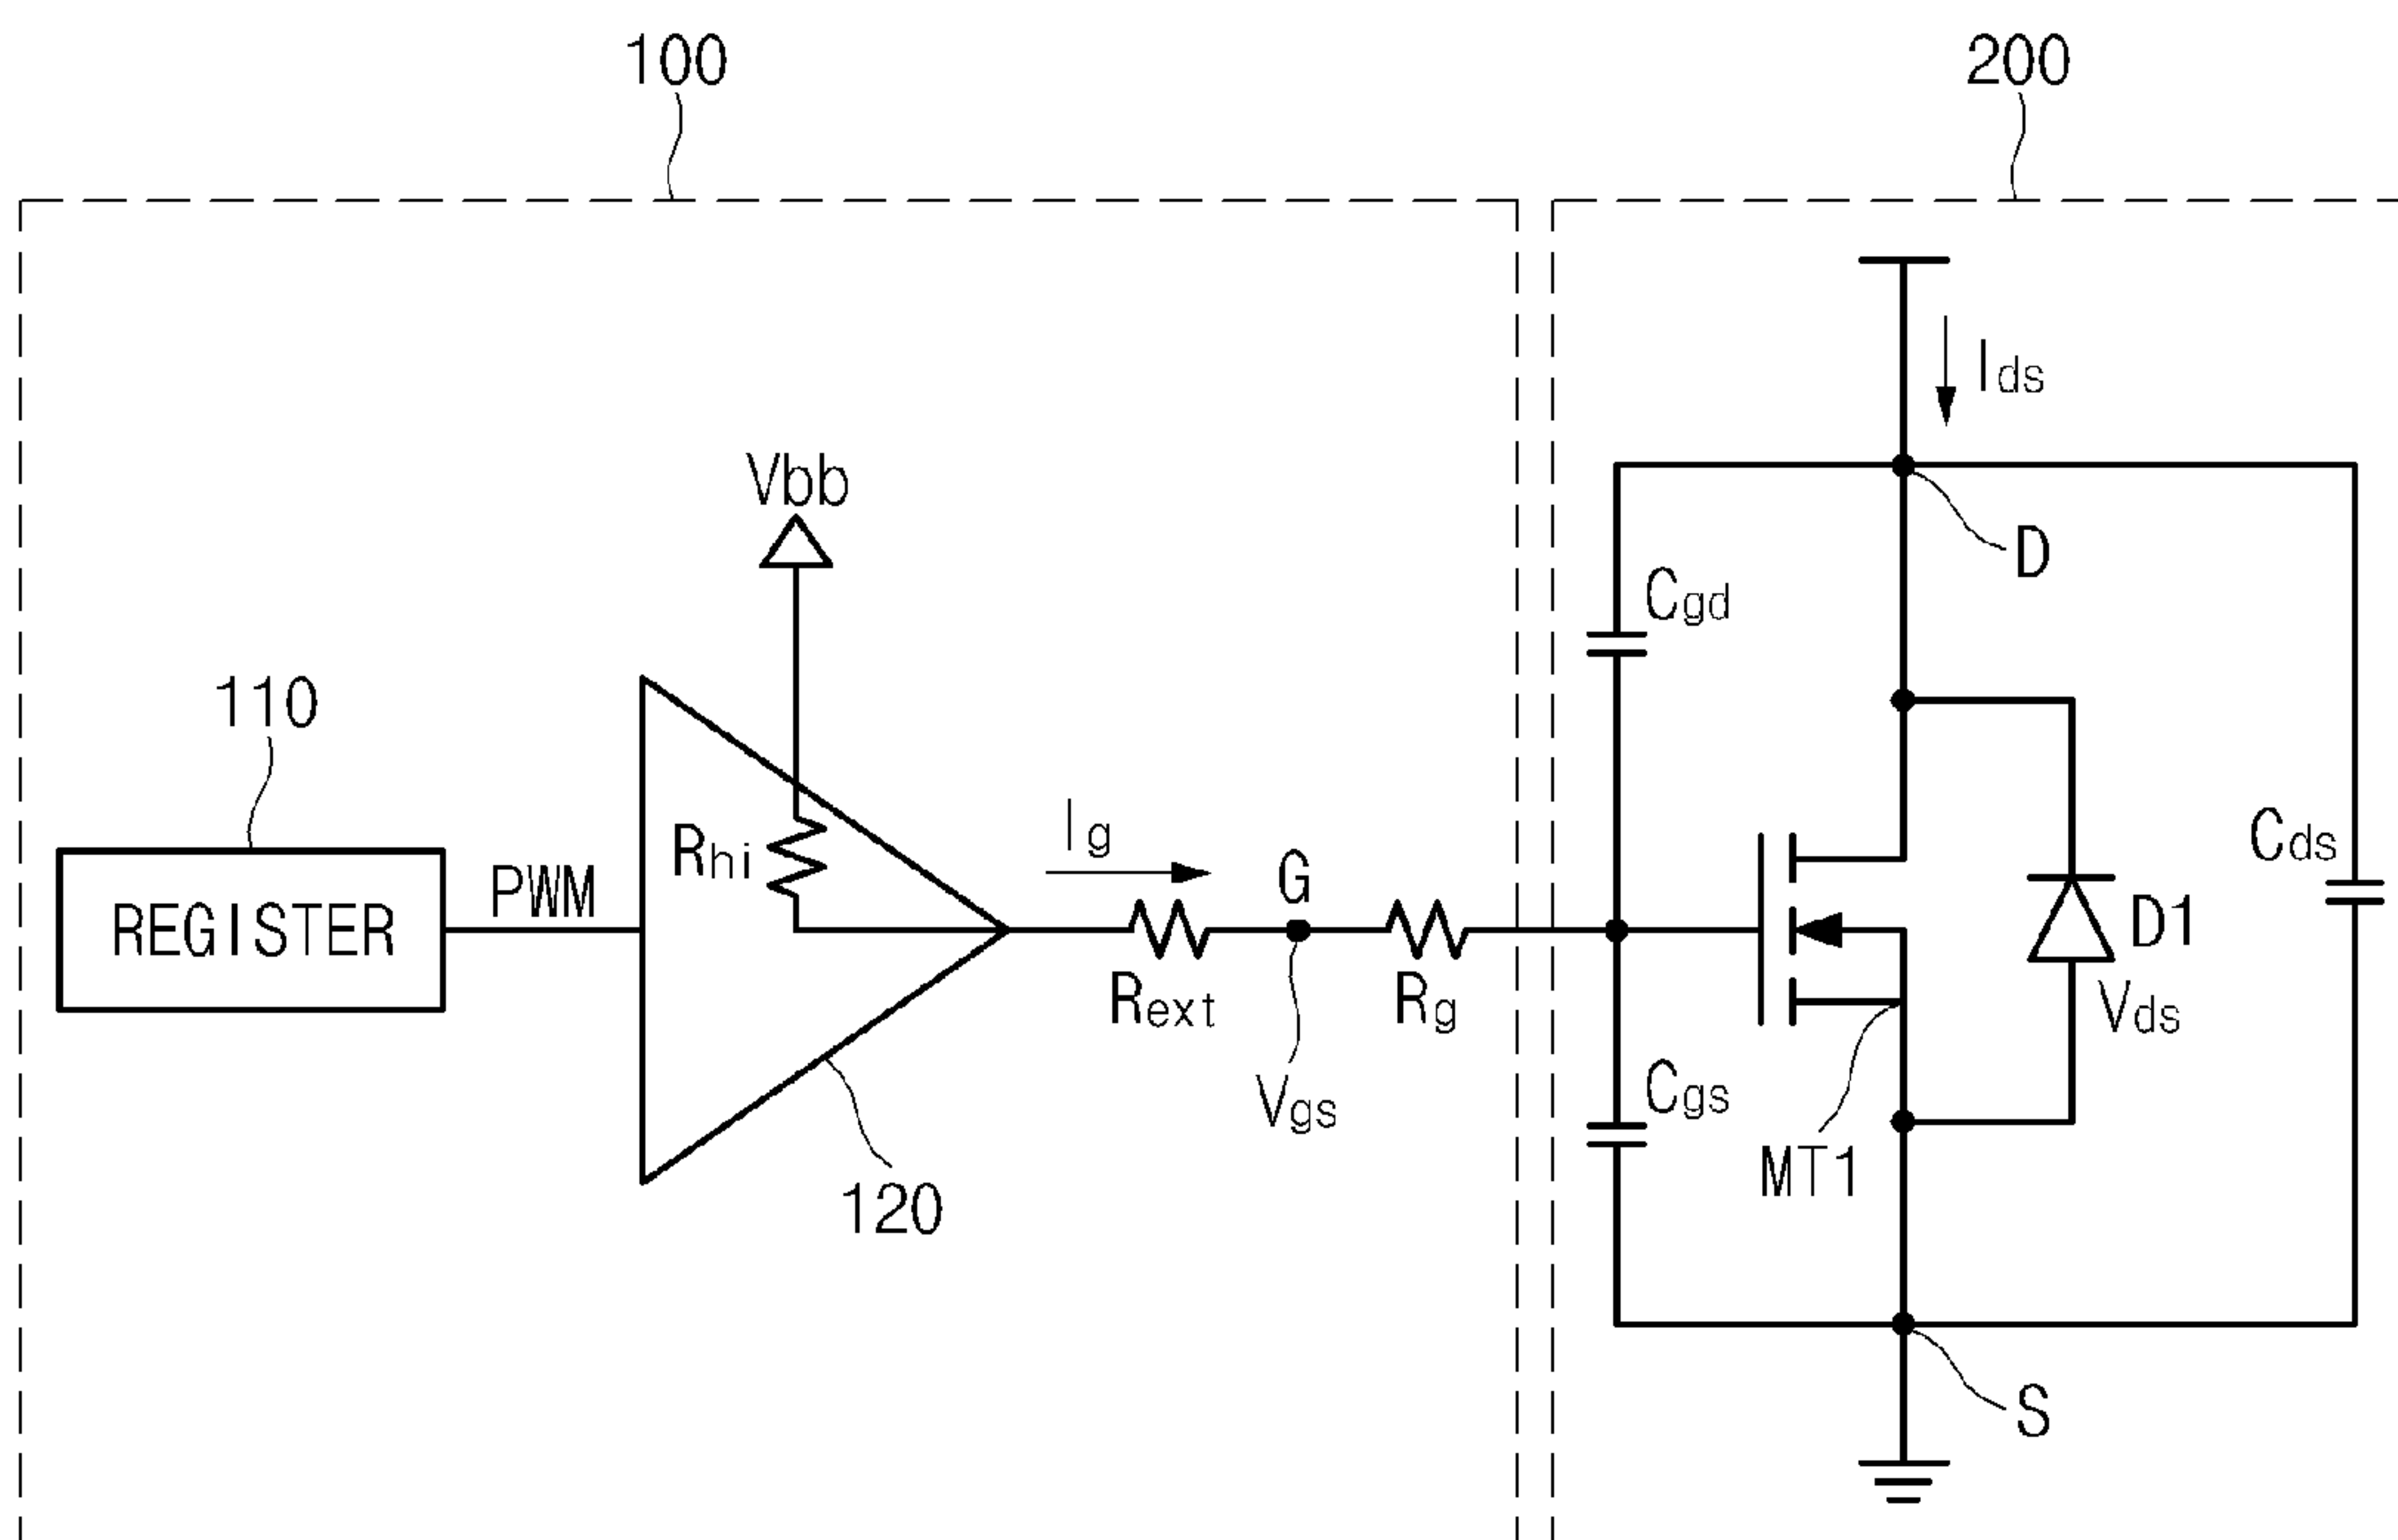 100
200
Ids
Vbb
D
Cgd
110
Rhi
Ig
G
Cds
REGISTER
PWM
D1
Rext
Rg
Vds
Vgs
Cgs
MT1
120
S